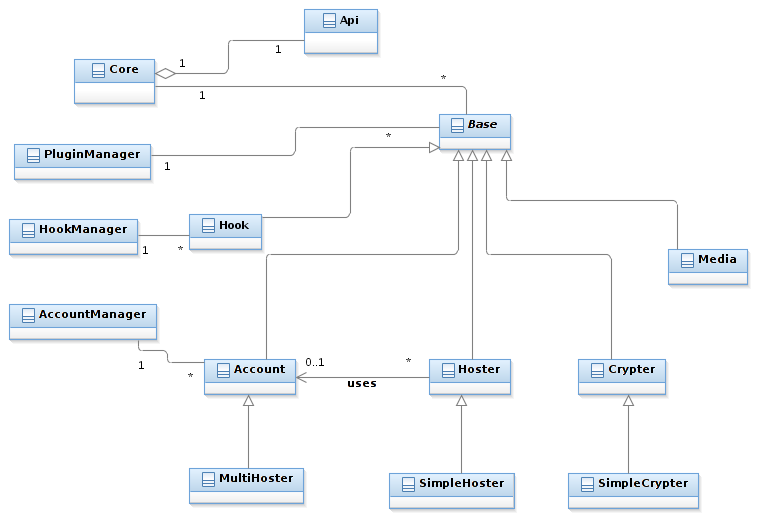 Api
1
1
Core
*
1
Base
*
PluginManager
1
Hook
HookManager
1
*
Media
AccountManager
0..1
*
1
Account
Hoster
Crypter
*
uses
MultiHoster
SimpleHoster
SimpleCrypter